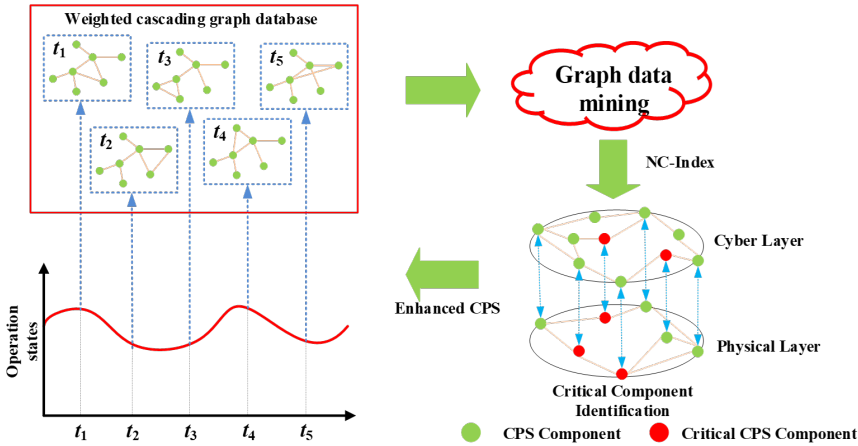 Weighted cascading graph database
t1
t3
t5
t2
t4
Graph data
mining
NC-Index
Cyber Layer
Enhanced CPS
Physical Layer
Operation
states
Critical Component
Identification
t1
t2
t3
t4
t5
CPS Component
Critical CPS Component